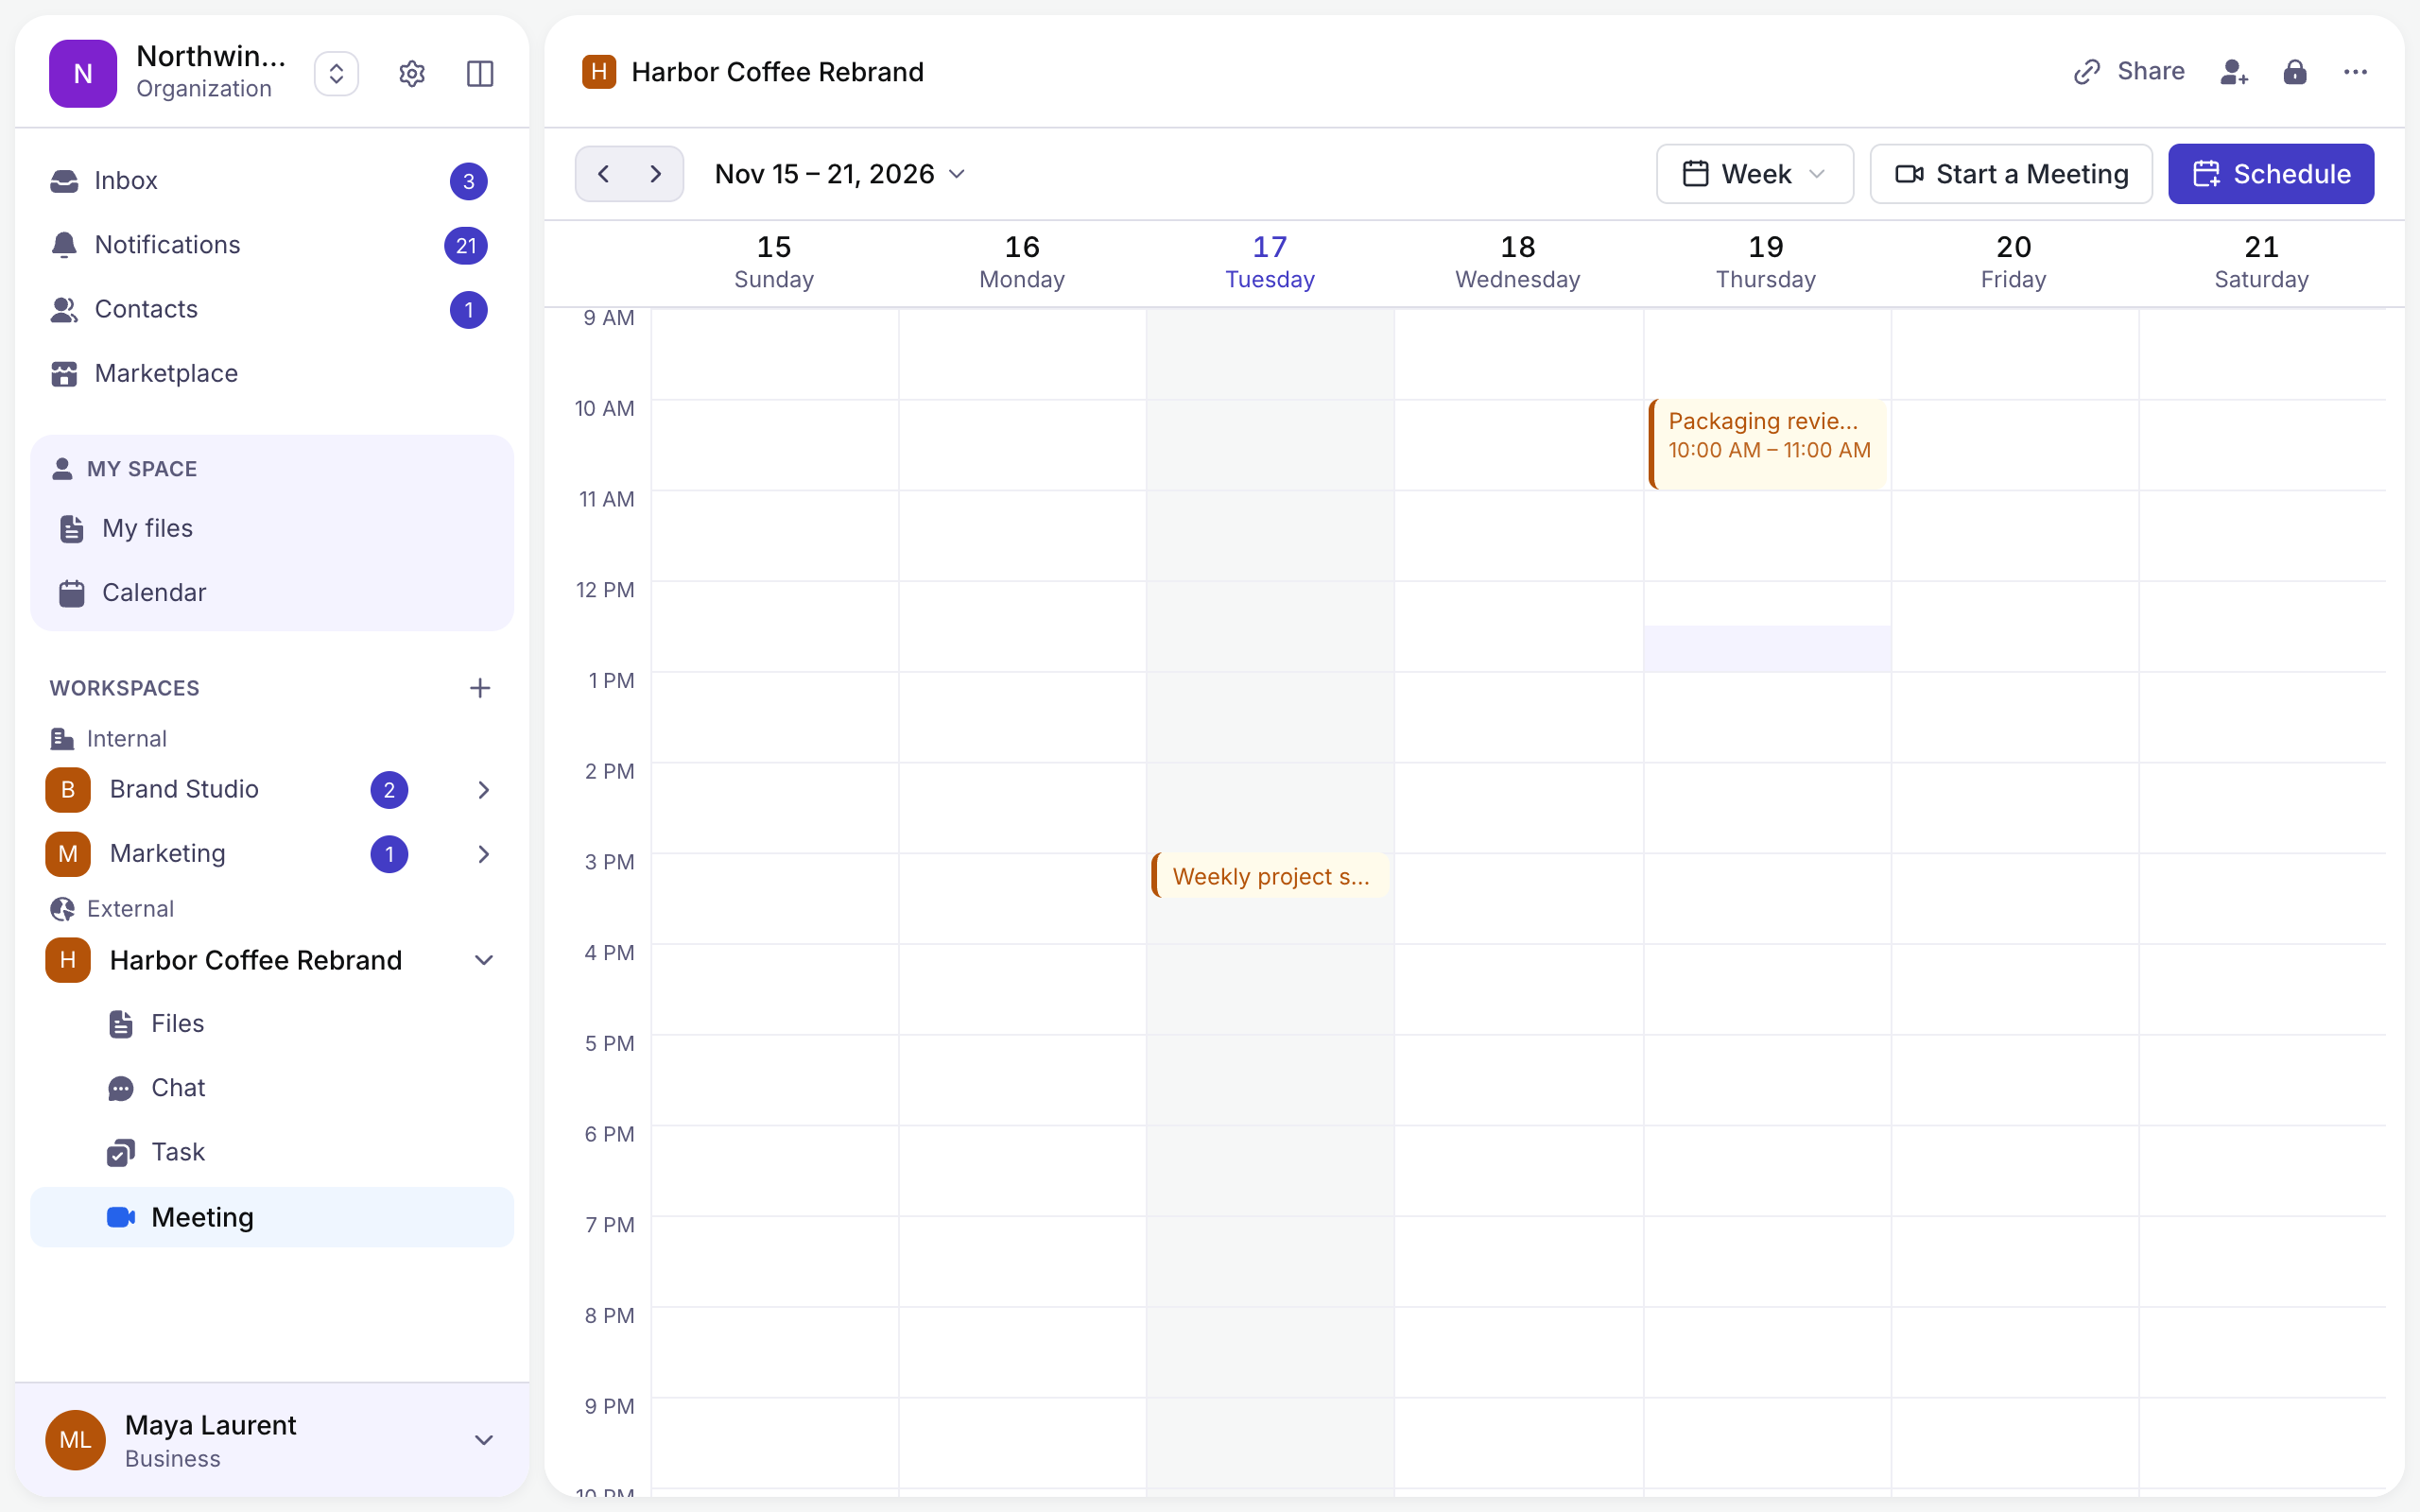 N
Northwin...
Organization
Inbox
3
Notifications
21
Contacts
1
Marketplace
MY SPACE
My files
Calendar
WORKSPACES
Internal
B
Brand Studio
2
M
Marketing
1
External
H
Harbor Coffee Rebrand
Files
Chat
Task
Meeting
ML
Maya Laurent
Business
H
Harbor Coffee Rebrand
Share
Nov 15 – 21, 2026
Week
Start a Meeting
Schedule
15
Sunday
16
Monday
17
Tuesday
18
Wednesday
19
Thursday
20
Friday
21
Saturday
9 AM
10 AM
Packaging revie...
10:00 AM – 11:00 AM
11 AM
12 PM
1 PM
2 PM
3 PM
Weekly project s...
4 PM
5 PM
6 PM
7 PM
8 PM
9 PM
10 PM